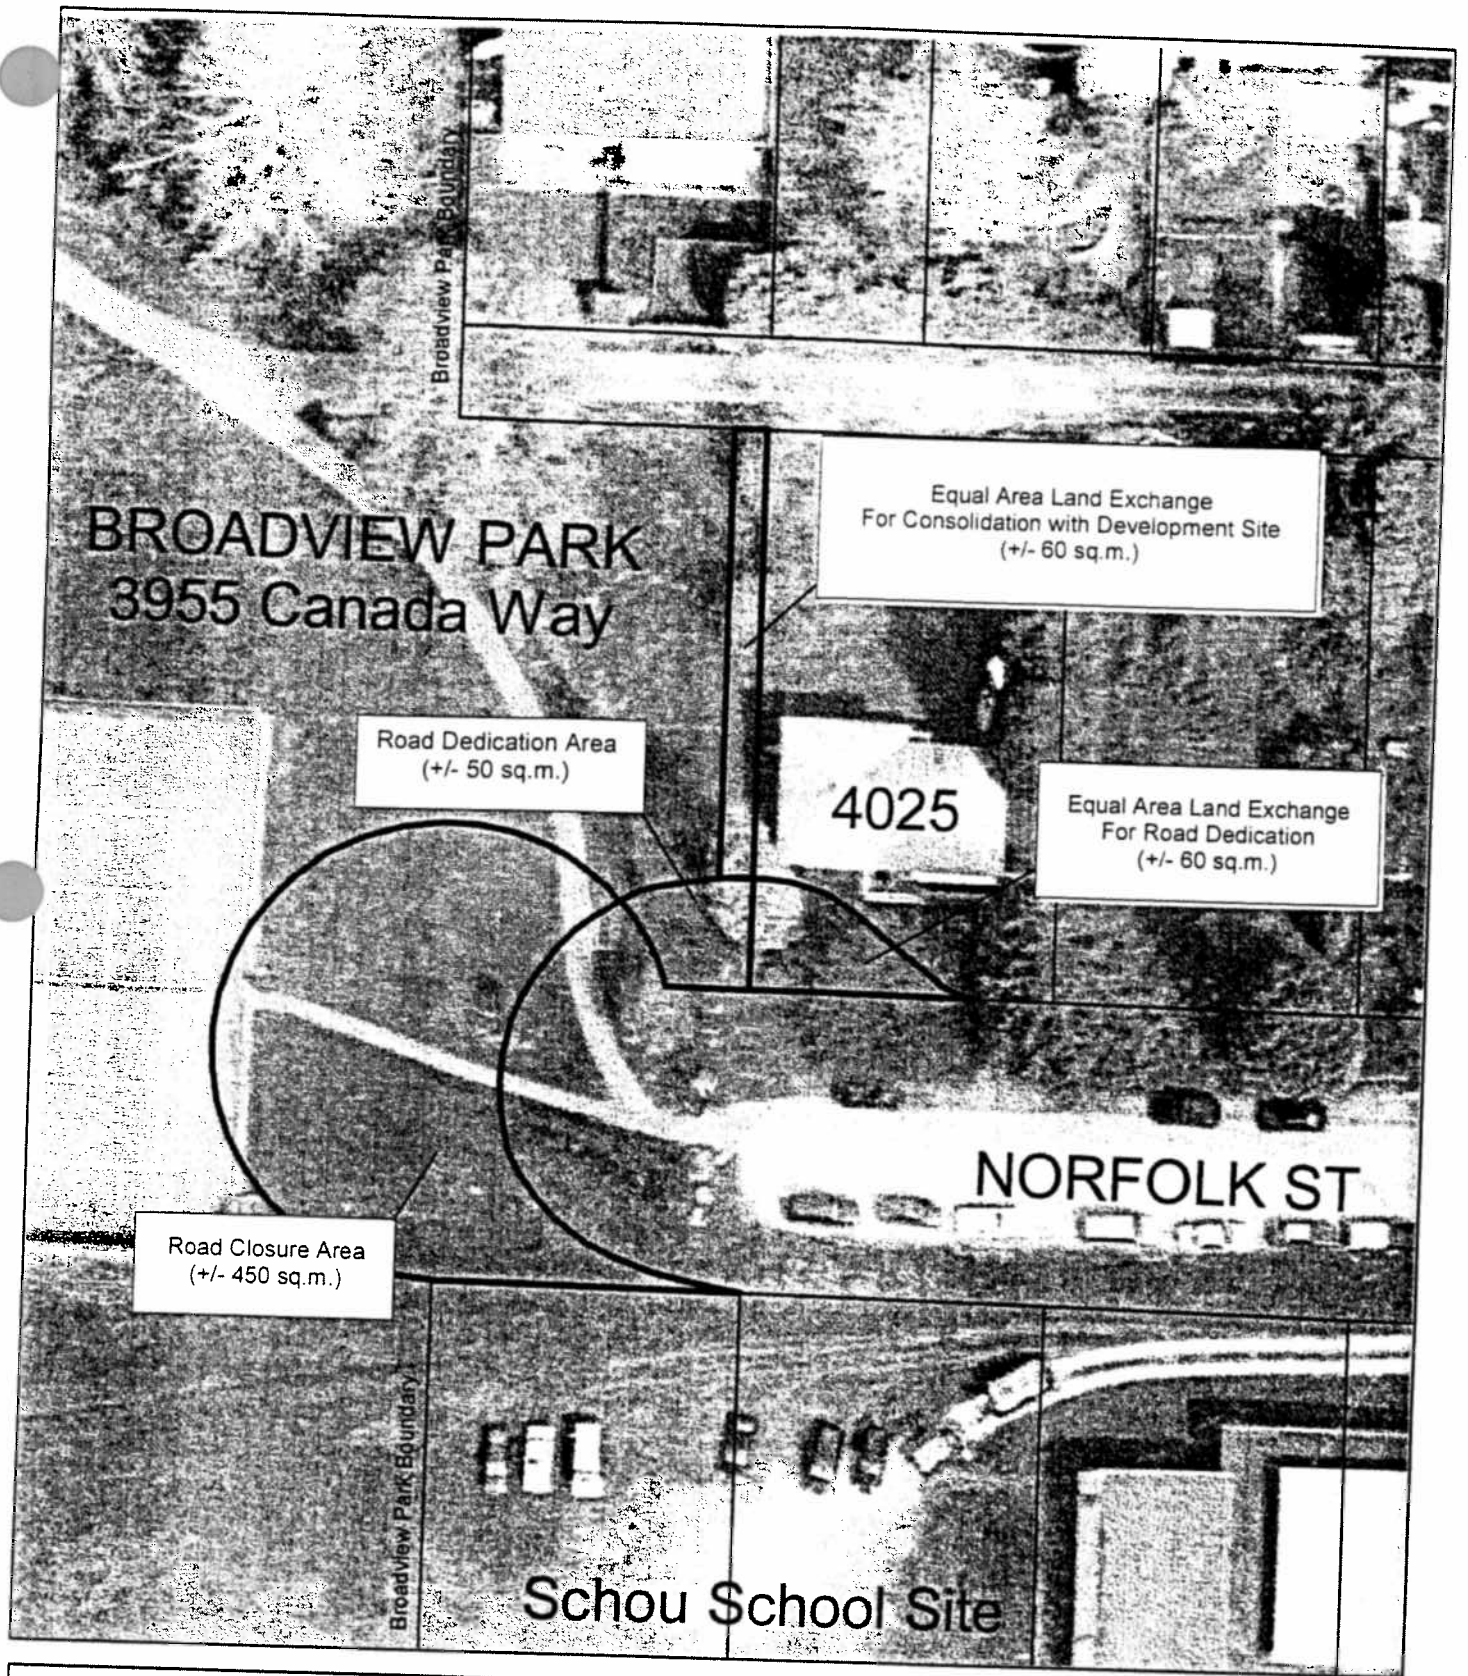 Broadview Park Boundary
Equal Area Land Exchange
For Consolidation with Development Site
(+/- 60 sq.m.)
BROADVIEW PARK
3955 Canada Way
Road Dedication Area
(+/- 50 sq.m.)
4025
Equal Area Land Exchange
For Road Dedication
(+/- 60 sq.m.)
NORFOLK ST
Road Closure Area
(+/- 450 sq.m.)
Broadview Park Boundary
Schou School Site